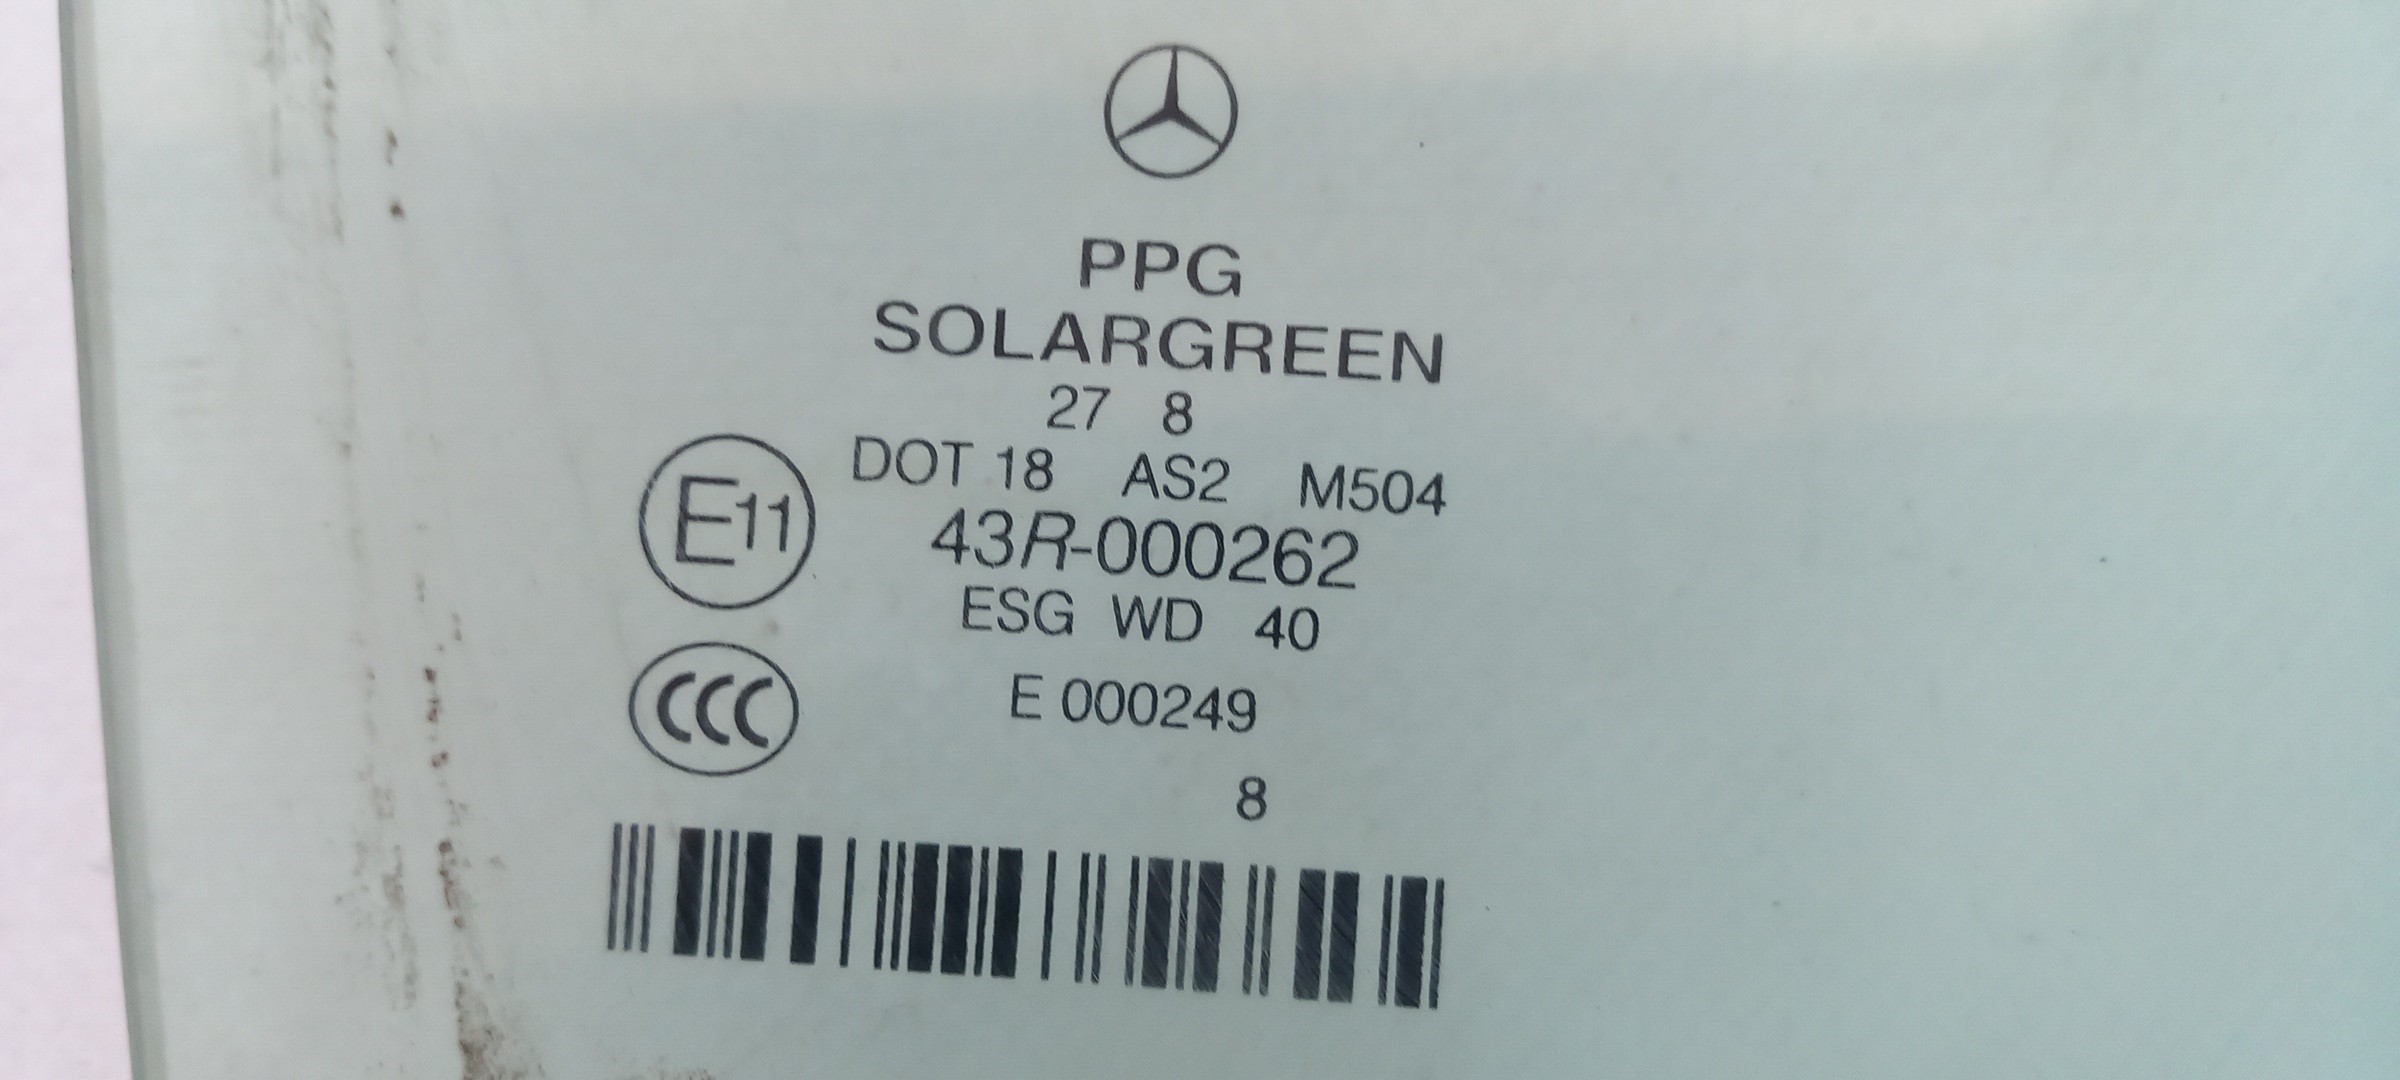 PPG
SOLARGREEN
27 8
DOT 18 AS2 M504
E11
43R-000262
ESG WD 40
CCC
E 000249
8